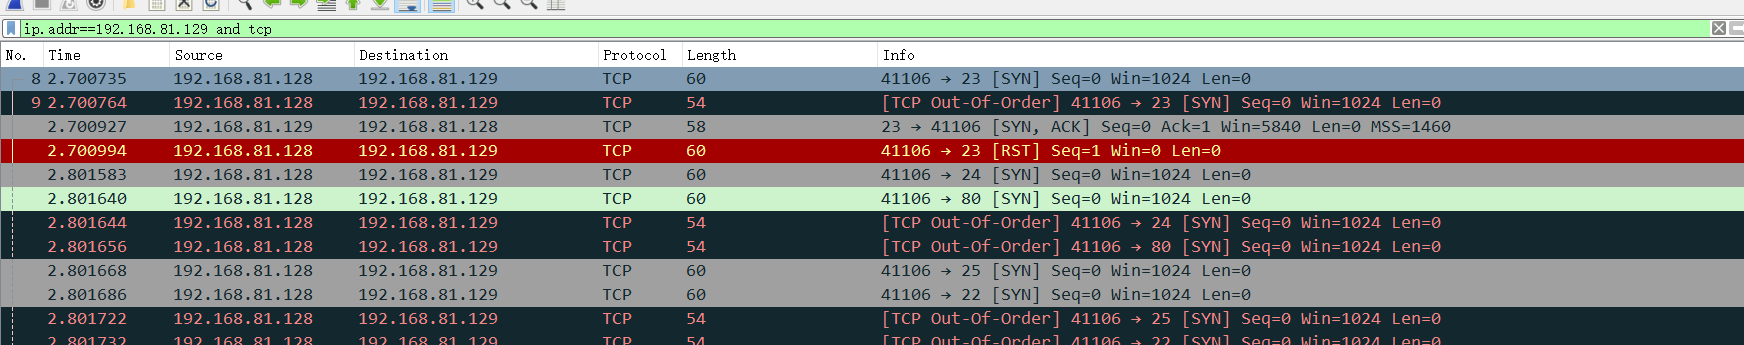 ip.addr==192.168.81.129 and tcp
No. Time Source Destination Protocol Length Info
8 2.700735 192.168.81.128 192.168.81.129 TCP 60 41106 → 23 [SYN] Seq=0 Win=1024 Len=0
9 2.700764 192.168.81.128 192.168.81.129 TCP 54 [TCP Out-Of-Order] 41106 → 23 [SYN] Seq=0 Win=1024 Len=0
2.700927 192.168.81.129 192.168.81.128 TCP 58 23 → 41106 [SYN, ACK] Seq=0 Ack=1 Win=5840 Len=0 MSS=1460
2.700994 192.168.81.128 192.168.81.129 TCP 60 41106 → 23 [RST] Seq=1 Win=0 Len=0
2.801583 192.168.81.128 192.168.81.129 TCP 60 41106 → 24 [SYN] Seq=0 Win=1024 Len=0
2.801640 192.168.81.128 192.168.81.129 TCP 60 41106 → 80 [SYN] Seq=0 Win=1024 Len=0
2.801644 192.168.81.128 192.168.81.129 TCP 54 [TCP Out-Of-Order] 41106 → 24 [SYN] Seq=0 Win=1024 Len=0
2.801656 192.168.81.128 192.168.81.129 TCP 54 [TCP Out-Of-Order] 41106 → 80 [SYN] Seq=0 Win=1024 Len=0
2.801668 192.168.81.128 192.168.81.129 TCP 60 41106 → 25 [SYN] Seq=0 Win=1024 Len=0
2.801686 192.168.81.128 192.168.81.129 TCP 60 41106 → 22 [SYN] Seq=0 Win=1024 Len=0
2.801722 192.168.81.128 192.168.81.129 TCP 54 [TCP Out-Of-Order] 41106 → 25 [SYN] Seq=0 Win=1024 Len=0
2.801732 192.168.81.128 192.168.81.129 TCP 54 [TCP Out-Of-Order] 41106 → 22 [SYN] Seq=0 Win=1024 Len=0